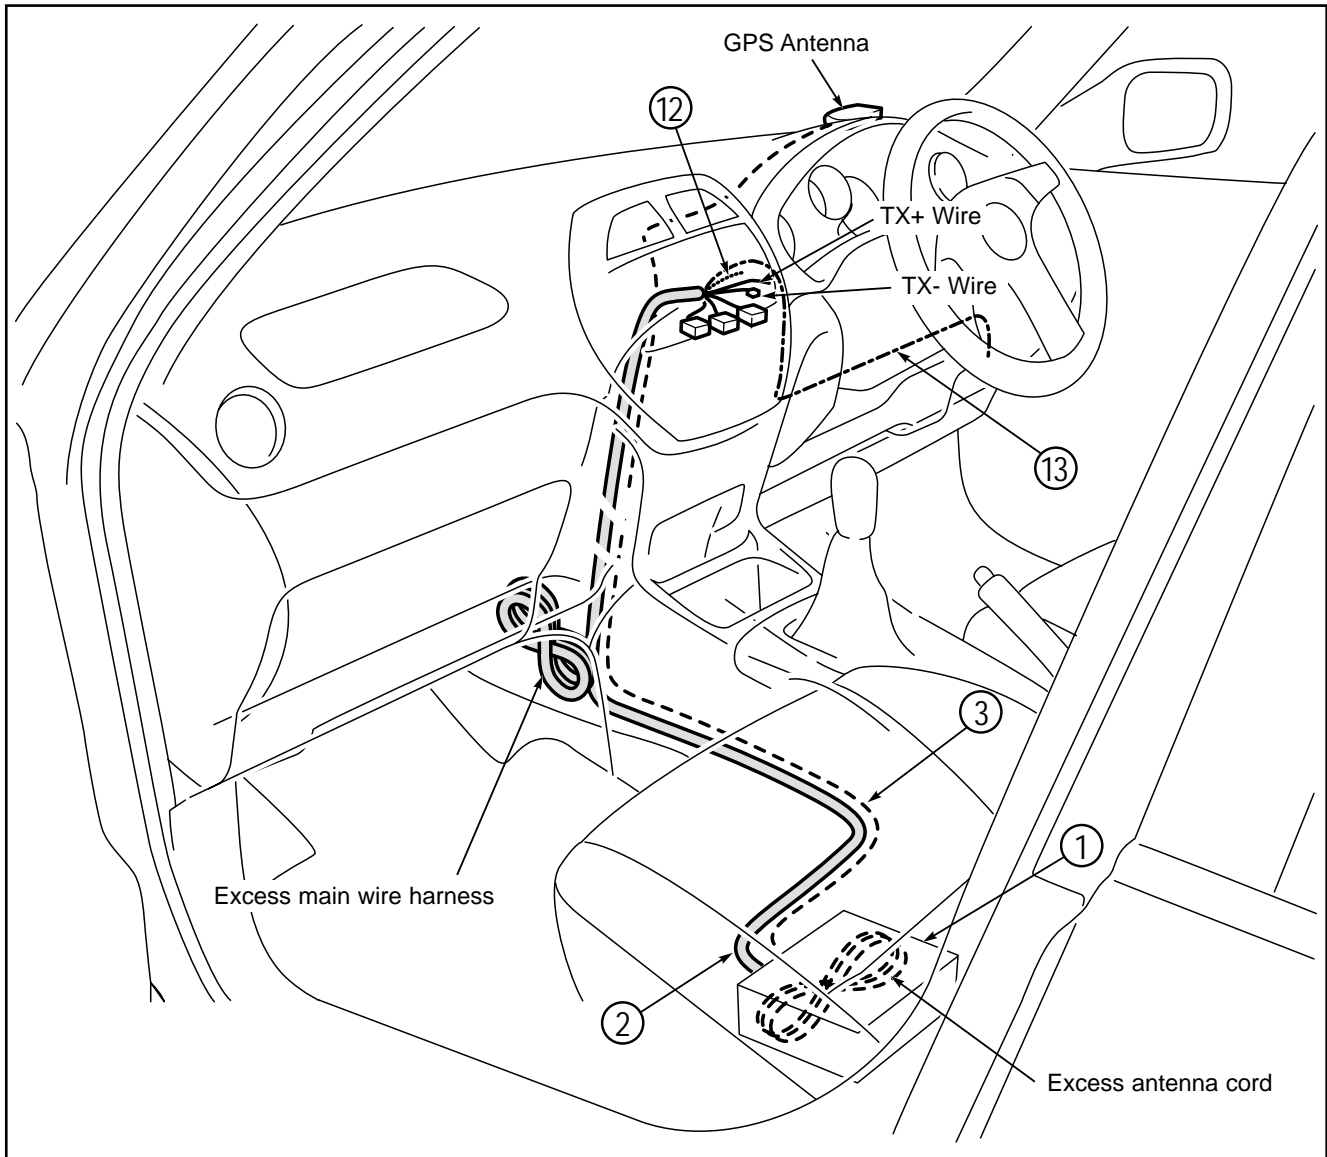 GPS Antenna
12
TX+ Wire
TX- Wire
13
3
1
Excess main wire harness
2
Excess antenna cord